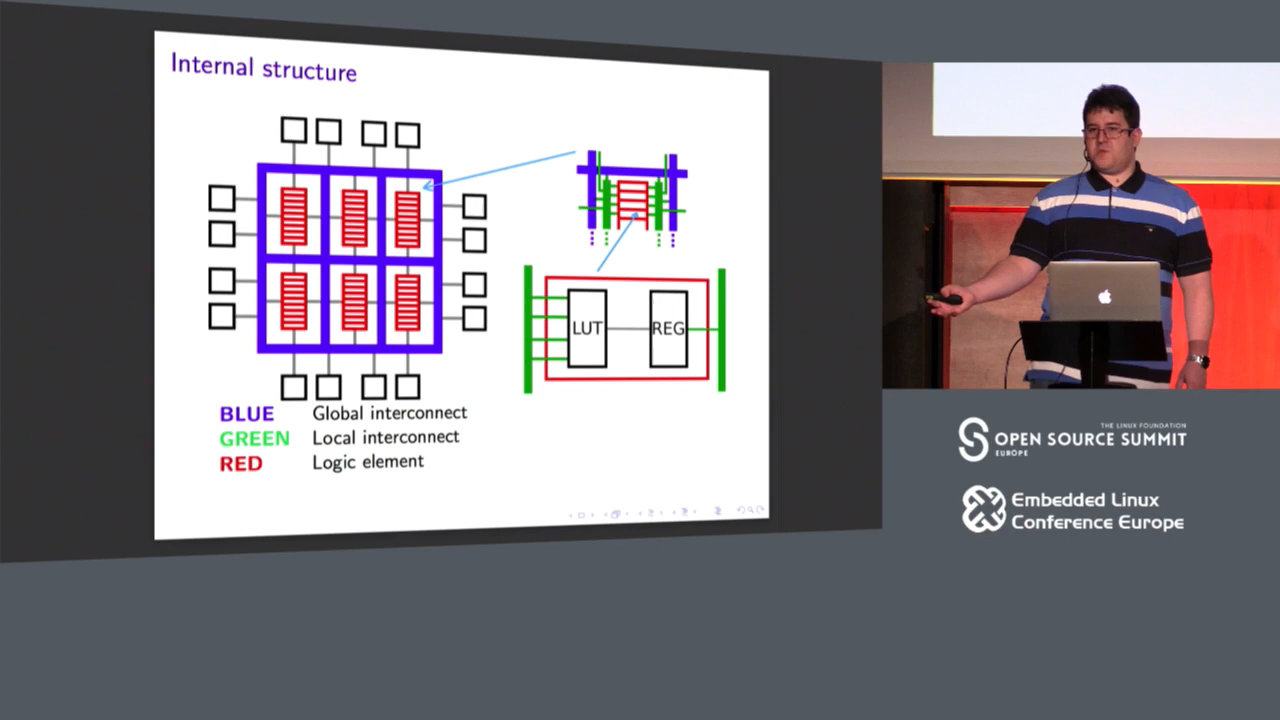 Internal structure
LUT
REG
BLUE Global interconnect
GREEN Local interconnect
RED Logic element
THE LINUX FOUNDATION
OPEN SOURCE SUMMIT
EUROPE
Embedded Linux
Conference Europe